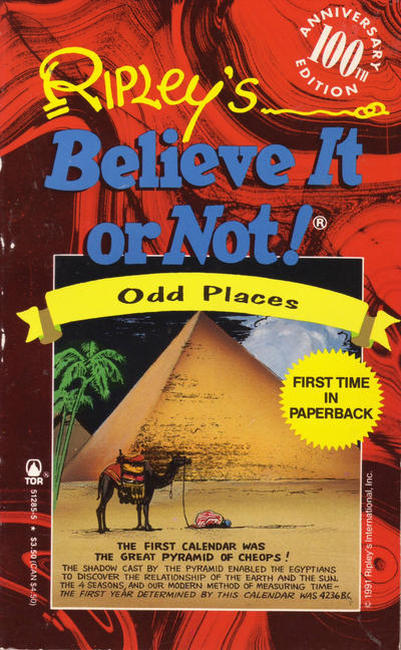 100TH
ANNIVERSARY
EDITION
RIPLEY's
Believe It
or Not!®
Odd Places
FIRST TIME
IN
PAPERBACK
TOR®
51285-5 * $3.50 (CAN $4.50)
© 1991 Ripley's International, Inc.
THE FIRST CALENDAR WAS
THE GREAT PYRAMID OF CHEOPS!
THE SHADOW CAST BY THE PYRAMID ENABLED THE EGYPTIANS
TO DISCOVER THE RELATIONSHIP OF THE EARTH AND THE SUN,
THE 4 SEASONS, AND OUR MODERN METHOD OF MEASURING TIME-
THE FIRST YEAR DETERMINED BY THIS CALENDAR WAS 4236 B.C.